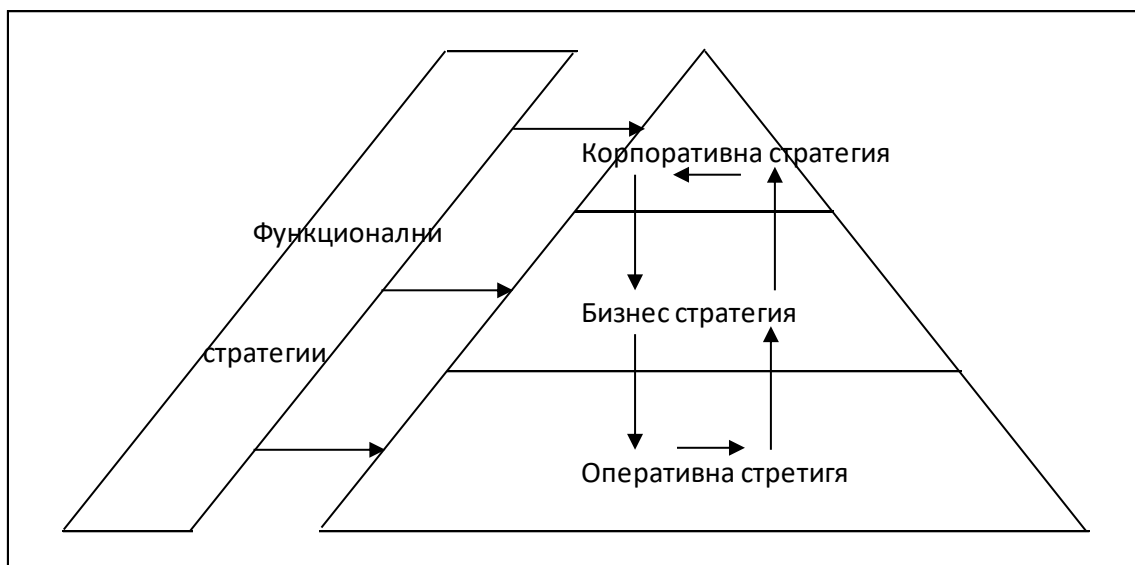 Корпоративна стратегия
Функционални
Бизнес стратегия
стратегии
Оперативна стретигя